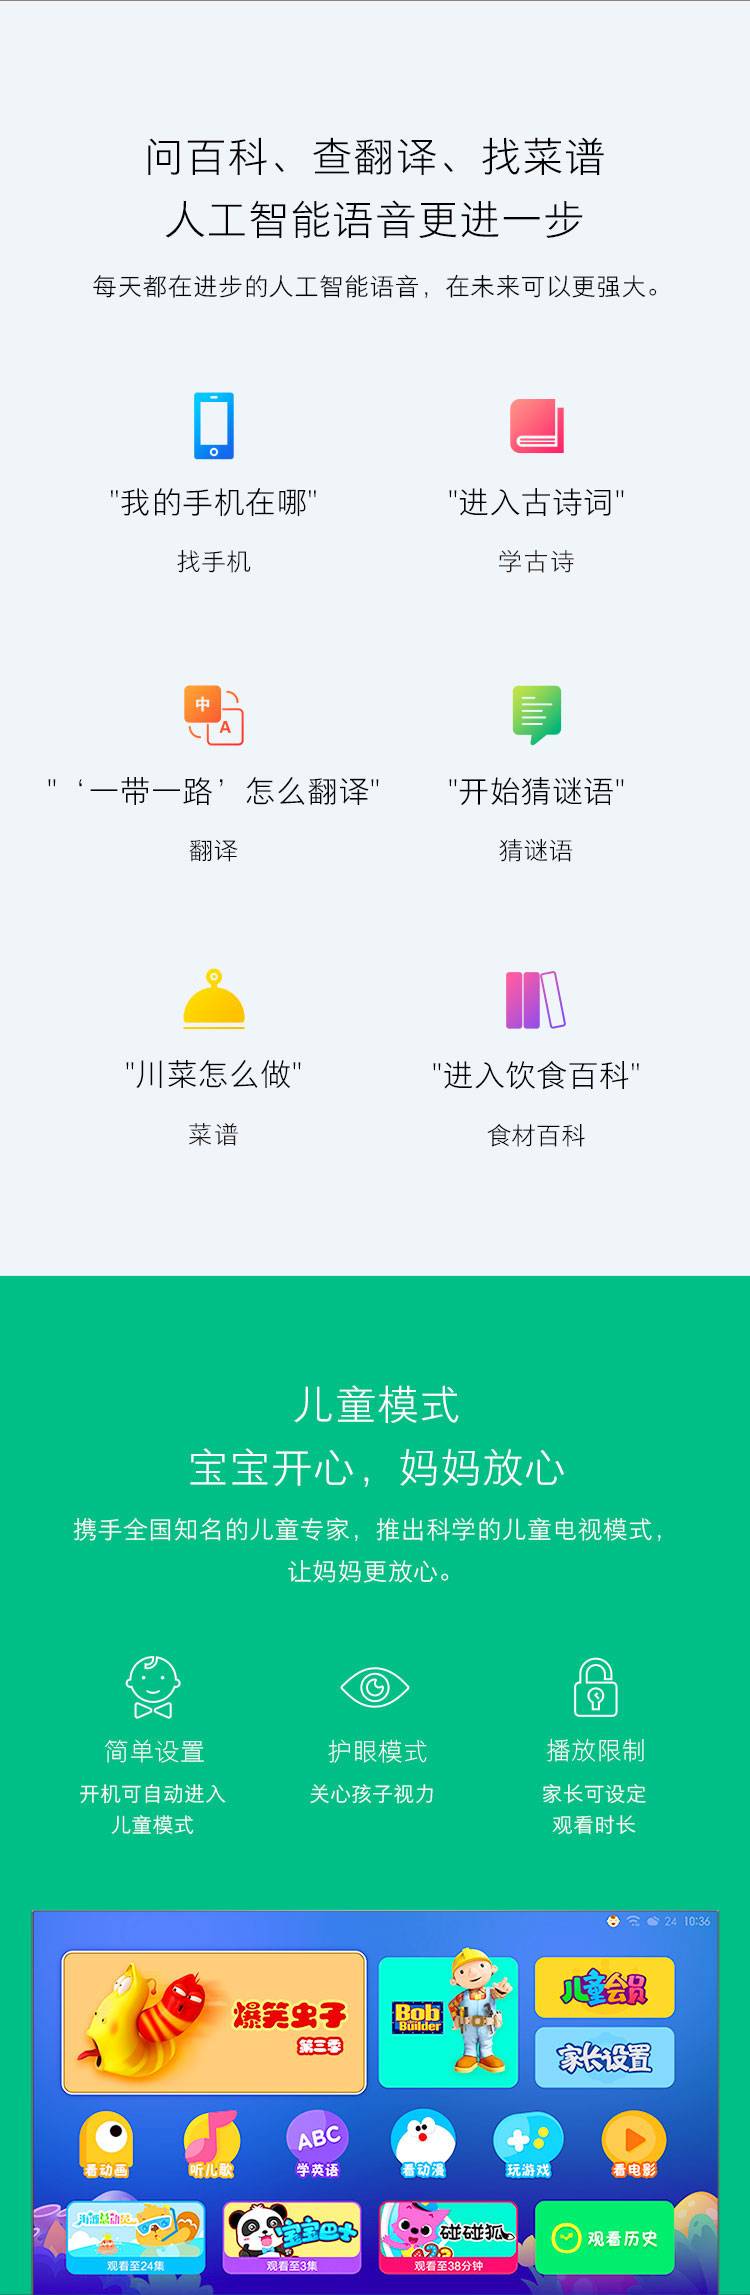 问百科、查翻译、找菜谱
人工智能语音更进一步
每天都在进步的人工智能语音，在未来可以更强大。
"我的手机在哪"
找手机
"进入古诗词"
学古诗
中
A
"‘一带一路’怎么翻译"
翻译
"开始猜谜语"
猜谜语
"川菜怎么做"
菜谱
"进入饮食百科"
食材百科
儿童模式
宝宝开心，妈妈放心
携手全国知名的儿童专家，推出科学的儿童电视模式，
让妈妈更放心。
简单设置
开机可自动进入
儿童模式
护眼模式
关心孩子视力
播放限制
家长可设定
观看时长
24 10:36
爆笑虫子
第三季
Bob
the Builder
儿童会员
家长设置
看动画
听儿歌
ABC
学英语
看动漫
玩游戏
看电影
观看至24集
宝宝巴士
观看至3集
碰碰狐
123
观看至38分钟
观看历史